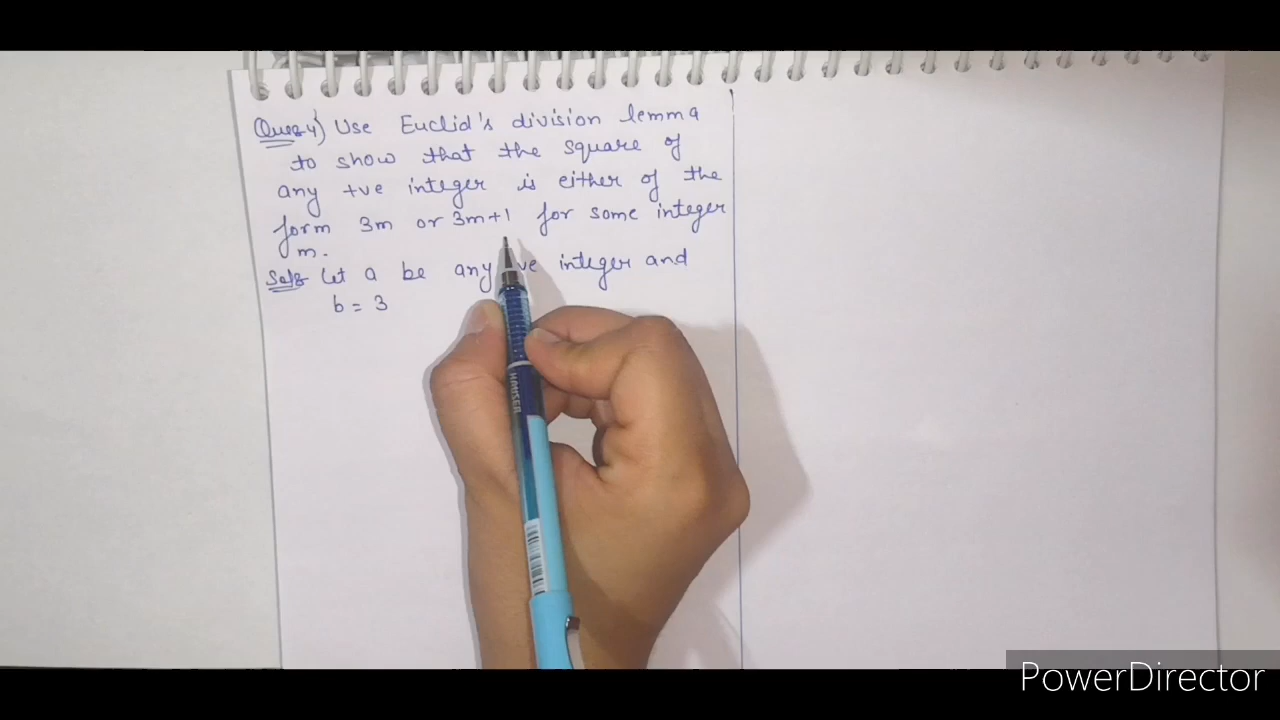 Ques 4) Use Euclid's division lemma
to show that the square of
any +ve integer is either of the
form 3m or 3m+1 for some integer
m.
Sol: Let a be any ve integer and
b = 3
HAUSER
PowerDirector